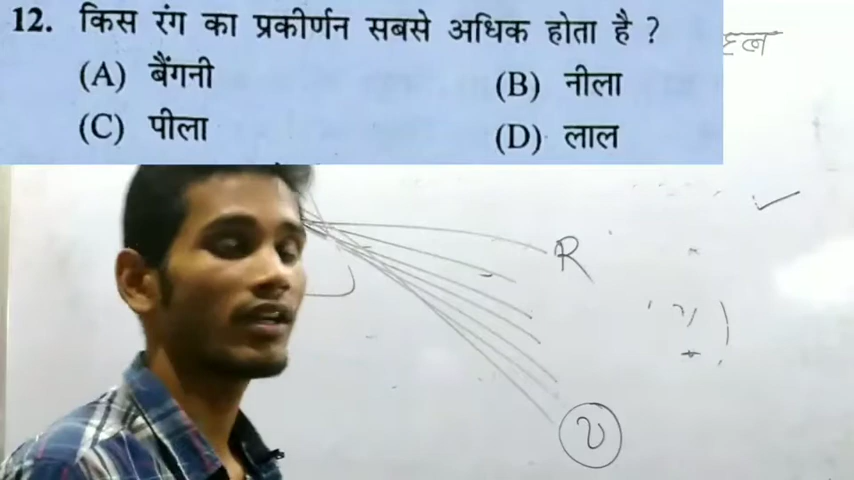 12. किस रंग का प्रकीर्णन सबसे अधिक होता है ?
(A) बैंगनी (B) नीला
(C) पीला (D) लाल
R
V